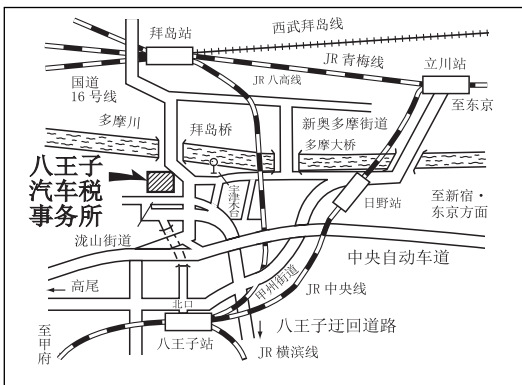 拜岛站
西武拜岛线
JR 青梅线
JR 八高线
立川站
国道
16 号线
至东京
多摩川
拜岛桥
新奥多摩街道
多摩大桥
八王子
汽车税
事务所
日野站
至新宿·
东京方面
泷山街道
中央自动车道
甲州街道
高尾
北口
JR 中央线
八王子站
八王子迂回道路
至
甲
府
JR 横滨线